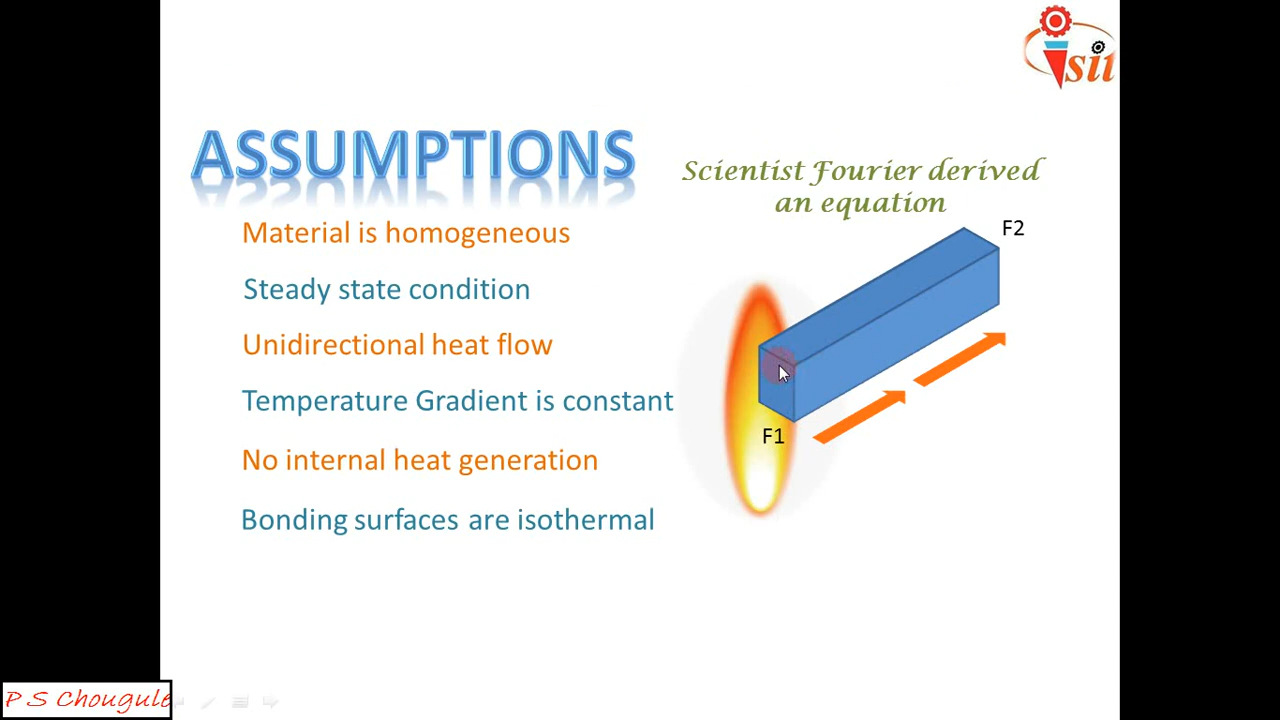 sii
ASSUMPTIONS
Scientist Fourier derived
an equation
Material is homogeneous
Steady state condition
Unidirectional heat flow
Temperature Gradient is constant
No internal heat generation
Bonding surfaces are isothermal
F2
F1
P S Chougule